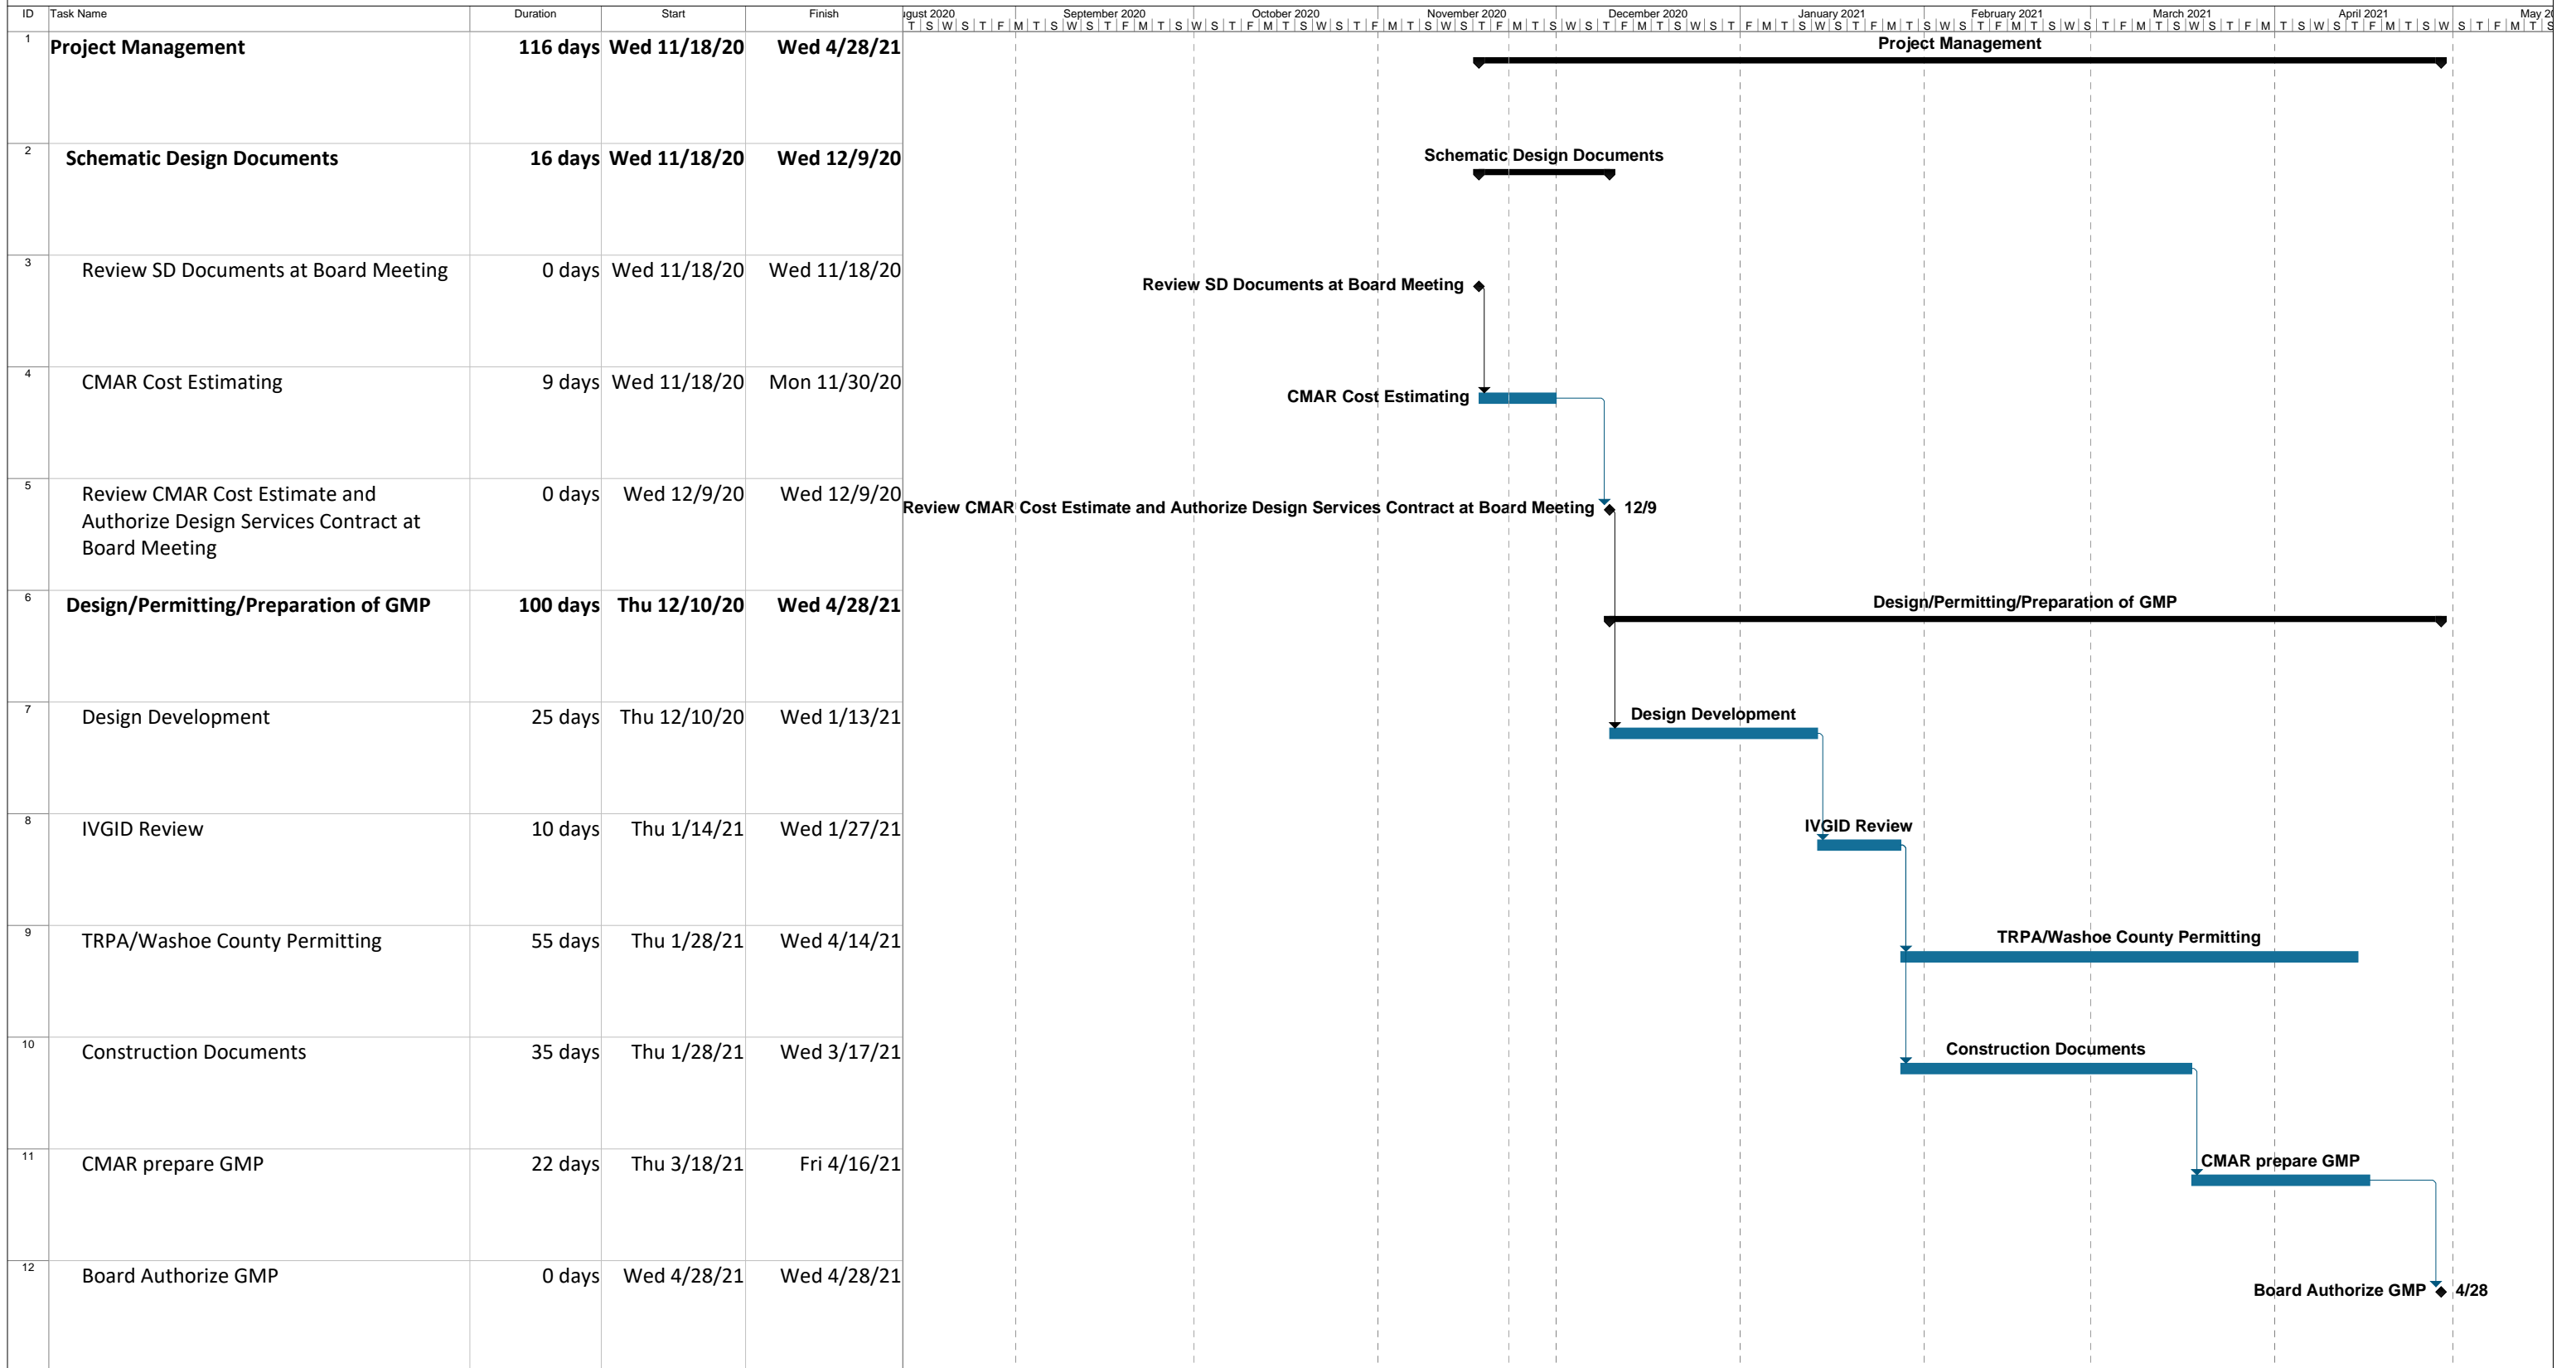 ID Task Name Duration Start Finish
1 Project Management 116 days Wed 11/18/20 Wed 4/28/21
2 Schematic Design Documents 16 days Wed 11/18/20 Wed 12/9/20
3 Review SD Documents at Board Meeting 0 days Wed 11/18/20 Wed 11/18/20
4 CMAR Cost Estimating 9 days Wed 11/18/20 Mon 11/30/20
5 Review CMAR Cost Estimate and 0 days Wed 12/9/20 Wed 12/9/20
Authorize Design Services Contract at
Board Meeting
6 Design/Permitting/Preparation of GMP 100 days Thu 12/10/20 Wed 4/28/21
7 Design Development 25 days Thu 12/10/20 Wed 1/13/21
8 IVGID Review 10 days Thu 1/14/21 Wed 1/27/21
9 TRPA/Washoe County Permitting 55 days Thu 1/28/21 Wed 4/14/21
10 Construction Documents 35 days Thu 1/28/21 Wed 3/17/21
11 CMAR prepare GMP 22 days Thu 3/18/21 Fri 4/16/21
12 Board Authorize GMP 0 days Wed 4/28/21 Wed 4/28/21
2020 September 2020 October 2020 November 2020 December 2020 January 2021 February 2021 March 2021 April 2021 May
T S W S T F M T S W S T F M T S W S T F M T S W S T F M T S W S T F M T S W S T F M T S W S T F M T S W S T F M T S W S T F M T S W S T F M T S W S T F M T S W S T F M T S W S T F M T S
Project Management
Schematic Design Documents
Review SD Documents at Board Meeting
CMAR Cost Estimating
Review CMAR Cost Estimate and Authorize Design Services Contract at Board Meeting 12/9
Design/Permitting/Preparation of GMP
Design Development
IVGID Review
TRPA/Washoe County Permitting
Construction Documents
CMAR prepare GMP
Board Authorize GMP 4/28